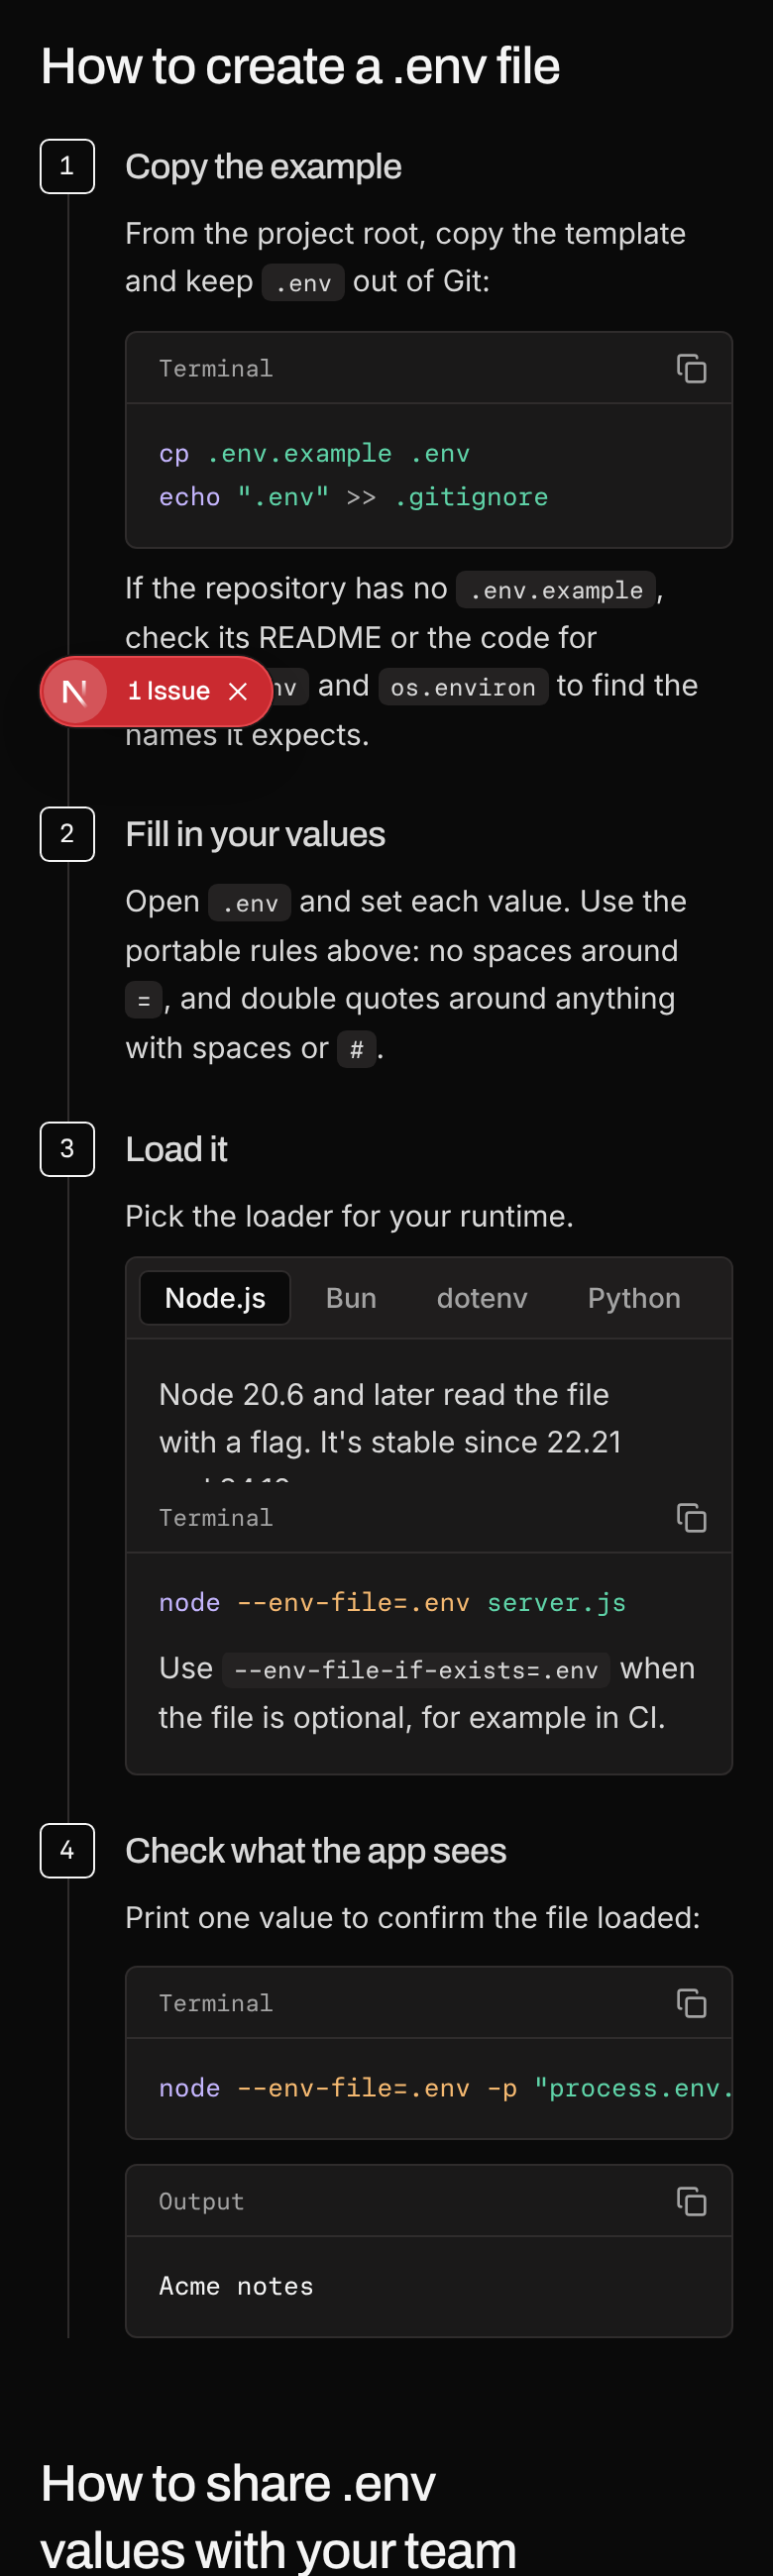 How to create a .env file
1
Copy the example
From the project root, copy the template
and keep .env out of Git:
Terminal
cp .env.example .env
echo ".env" >> .gitignore
If the repository has no .env.example,
check its README or the code for
N 1 Issue
nv and os.environ to find the
names it expects.
2
Fill in your values
Open .env and set each value. Use the
portable rules above: no spaces around
=, and double quotes around anything
with spaces or #.
3
Load it
Pick the loader for your runtime.
Node.js Bun dotenv Python
Node 20.6 and later read the file
with a flag. It's stable since 22.21
Terminal
node --env-file=.env server.js
Use --env-file-if-exists=.env when
the file is optional, for example in CI.
4
Check what the app sees
Print one value to confirm the file loaded:
Terminal
node --env-file=.env -p "process.env.
Output
Acme notes
How to share .env
values with your team